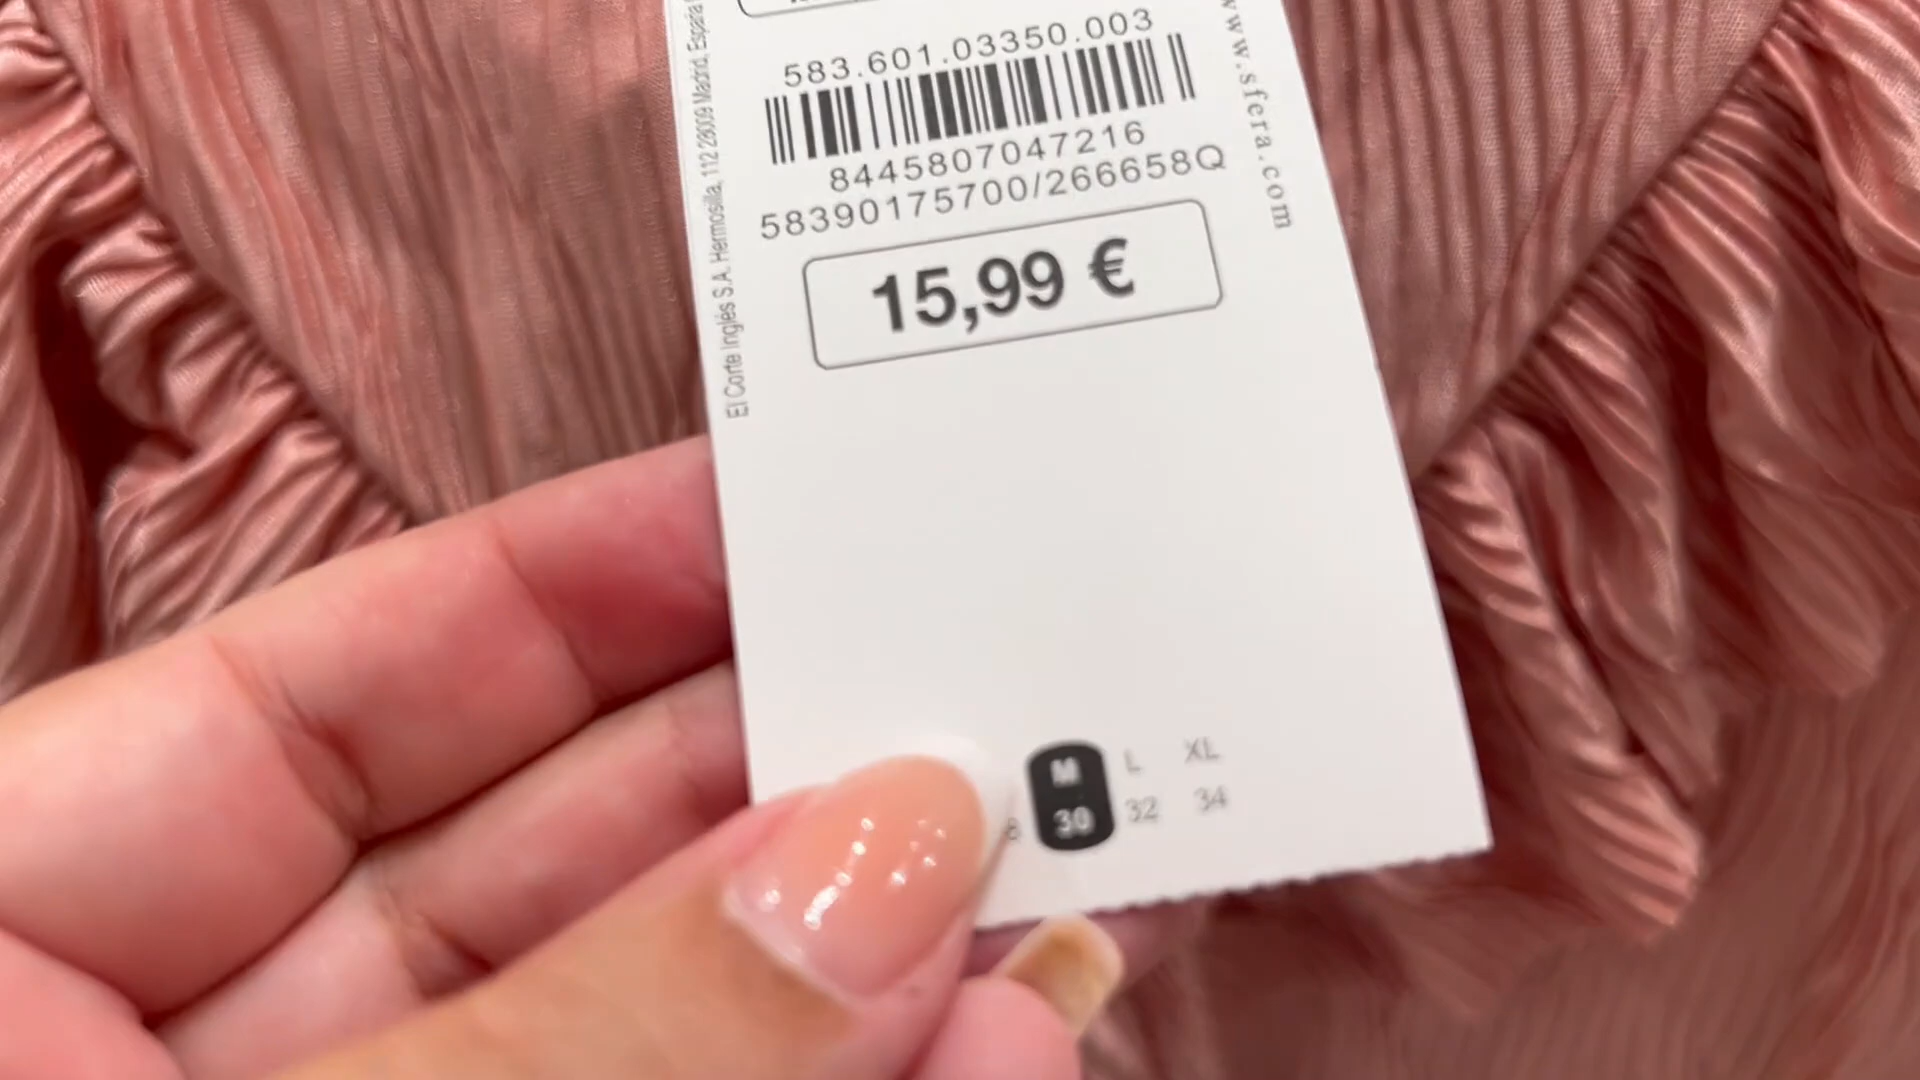 583.601.03350.003
8445807047216
58390175700/266658Q
15,99 €
M L XL
30 32 34
El Corte Inglés S.A. Hermosilla, 112 28009 Madrid, España
www.sfera.com